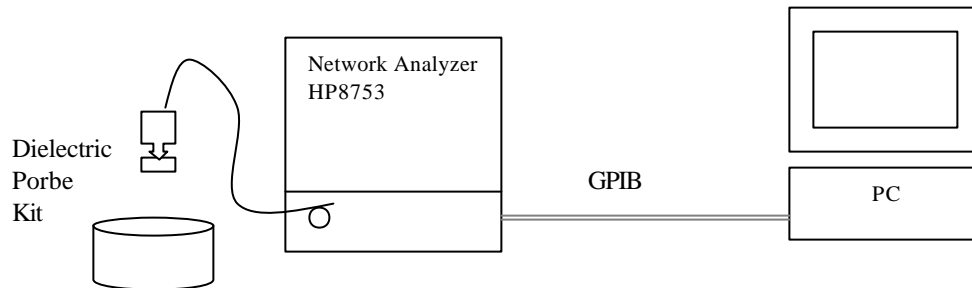 Network Analyzer
HP8753
Dielectric
Porbe
Kit
GPIB
PC